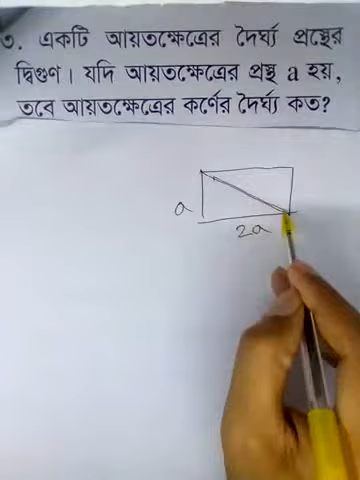 ৩. একটি আয়তক্ষেত্রের দৈর্ঘ্য প্রস্থের
দ্বিগুণ। যদি আয়তক্ষেত্রের প্রস্থ a হয়,
তবে আয়তক্ষেত্রের কর্ণের দৈর্ঘ্য কত?
a
2a